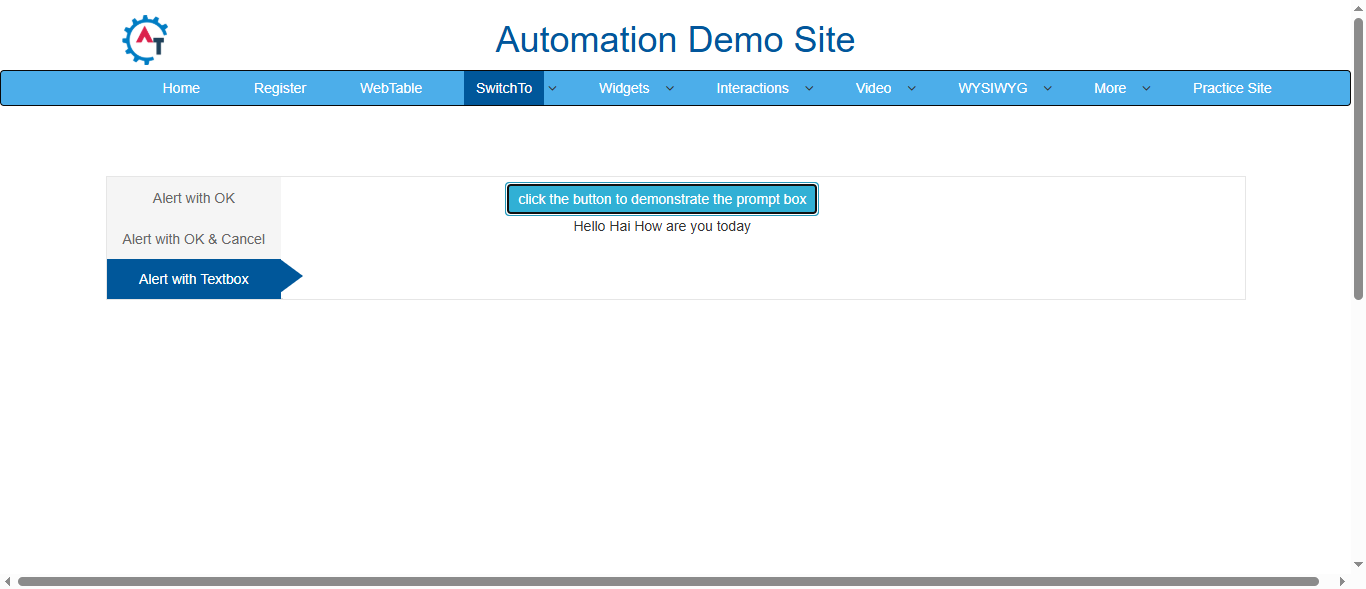 AT
Automation Demo Site
Home Register WebTable SwitchTo Widgets Interactions Video WYSIWYG More Practice Site
Alert with OK
Alert with OK & Cancel
Alert with Textbox
click the button to demonstrate the prompt box
Hello Hai How are you today